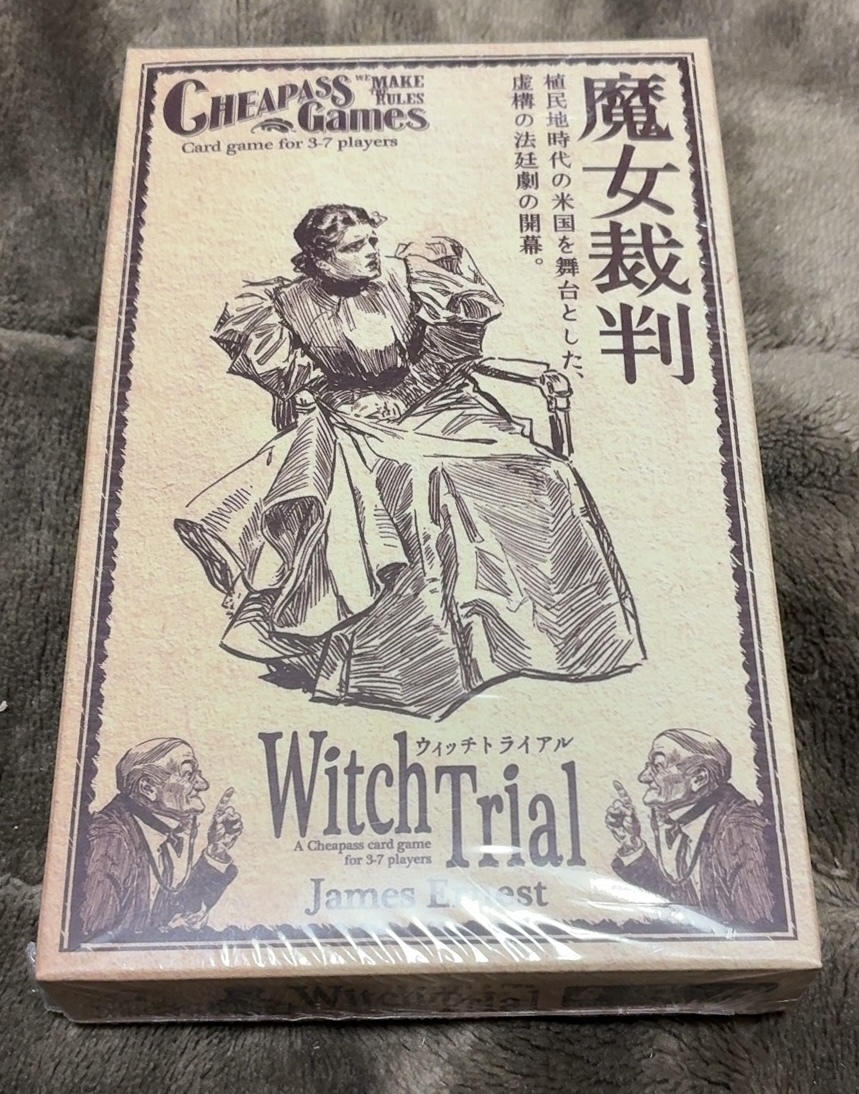 CHEAPASS
Games
WE MAKE
THE RULES
Card game for 3-7 players
魔女裁判
植民地時代の米国を舞台とした、
虚構の法廷劇の開幕。
ウィッチトライアル
Witch Trial
A Cheapass card game
for 3-7 players
James Ernest
Witch Trial